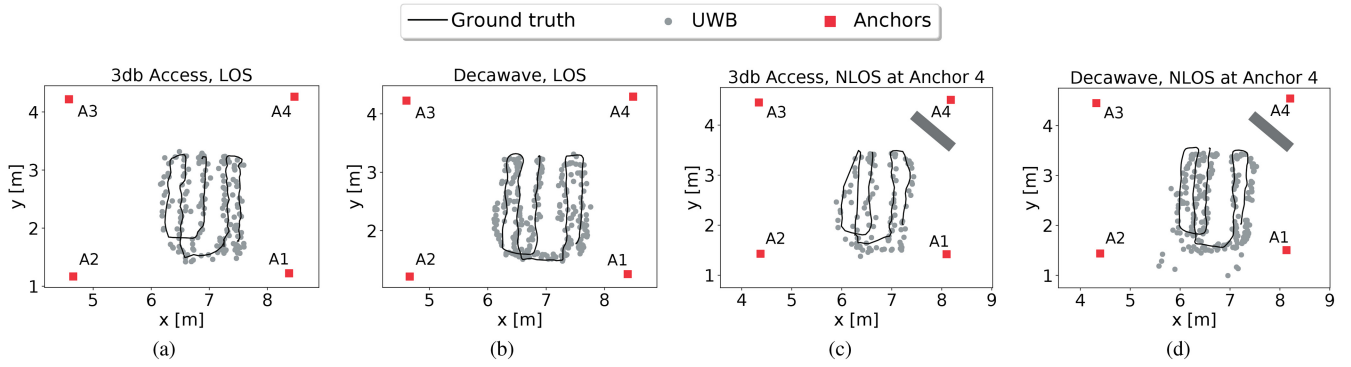 Ground truth UWB Anchors
3db Access, LOS
A3 A4
A2 A1
4
3
2
1
y [m]
5 6 7 8
x [m]
(a)
Decawave, LOS
A3 A4
A2 A1
4
3
2
y [m]
5 6 7 8
x [m]
(b)
3db Access, NLOS at Anchor 4
A3 A4
A2 A1
4
3
2
1
y [m]
4 5 6 7 8 9
x [m]
(c)
Decawave, NLOS at Anchor 4
A3 A4
A2 A1
4
3
2
1
y [m]
4 5 6 7 8 9
x [m]
(d)